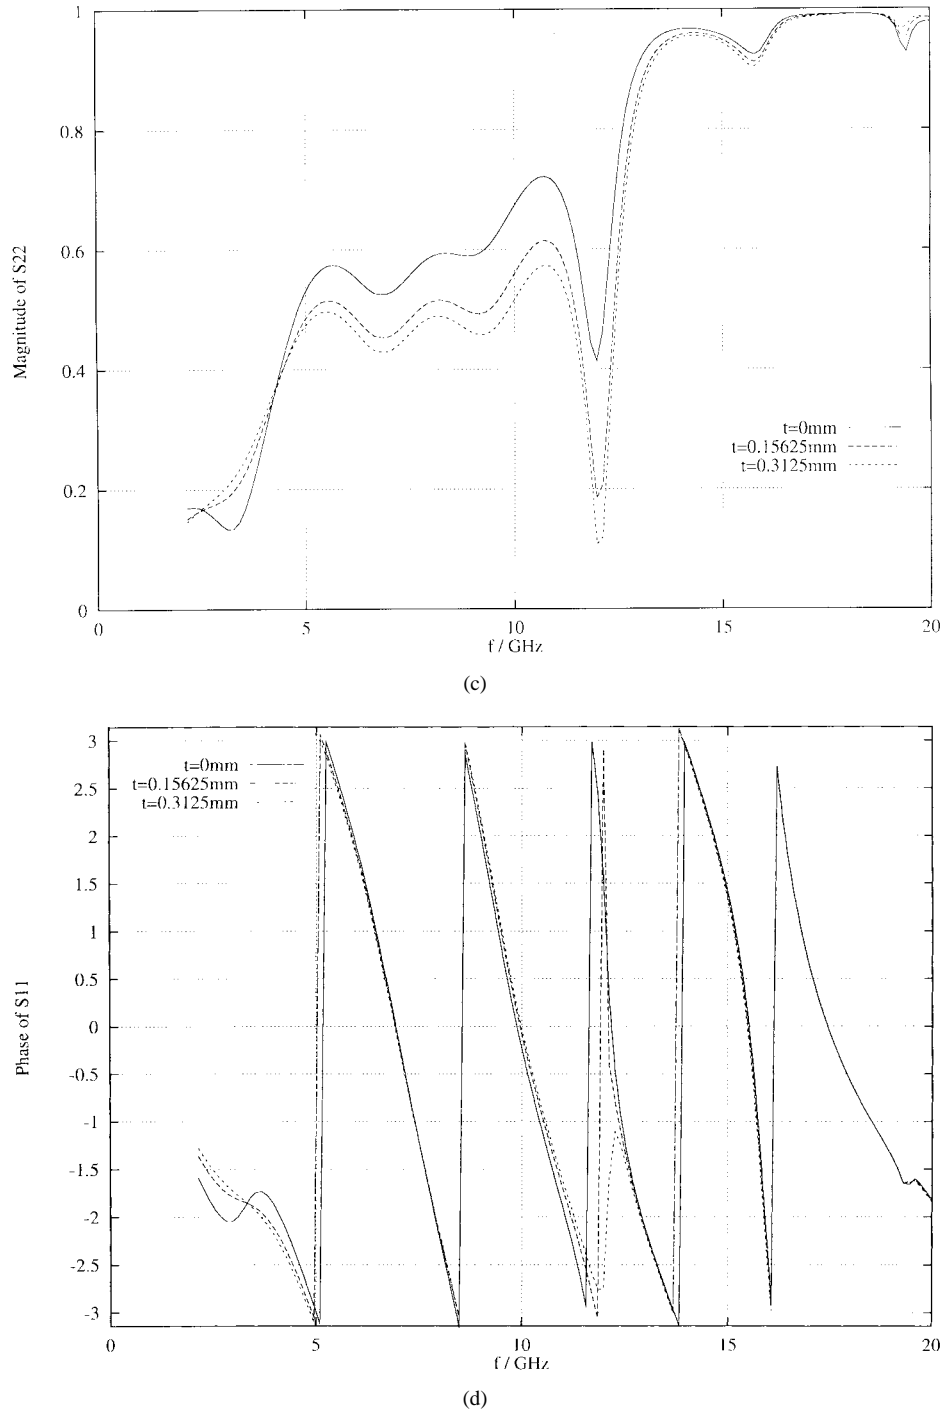 1
0.8
0.6
0.4
0.2
0
Magnitude of S22
t=0mm
t=0.15625mm
t=0.3125mm
0 5 10 15 20
f / GHz
(c)
3
2.5
2
1.5
1
0.5
0
-0.5
-1
-1.5
-2
-2.5
-3
Phase of S11
t=0mm
t=0.15625mm
t=0.3125mm
0 5 10 15 20
f / GHz
(d)